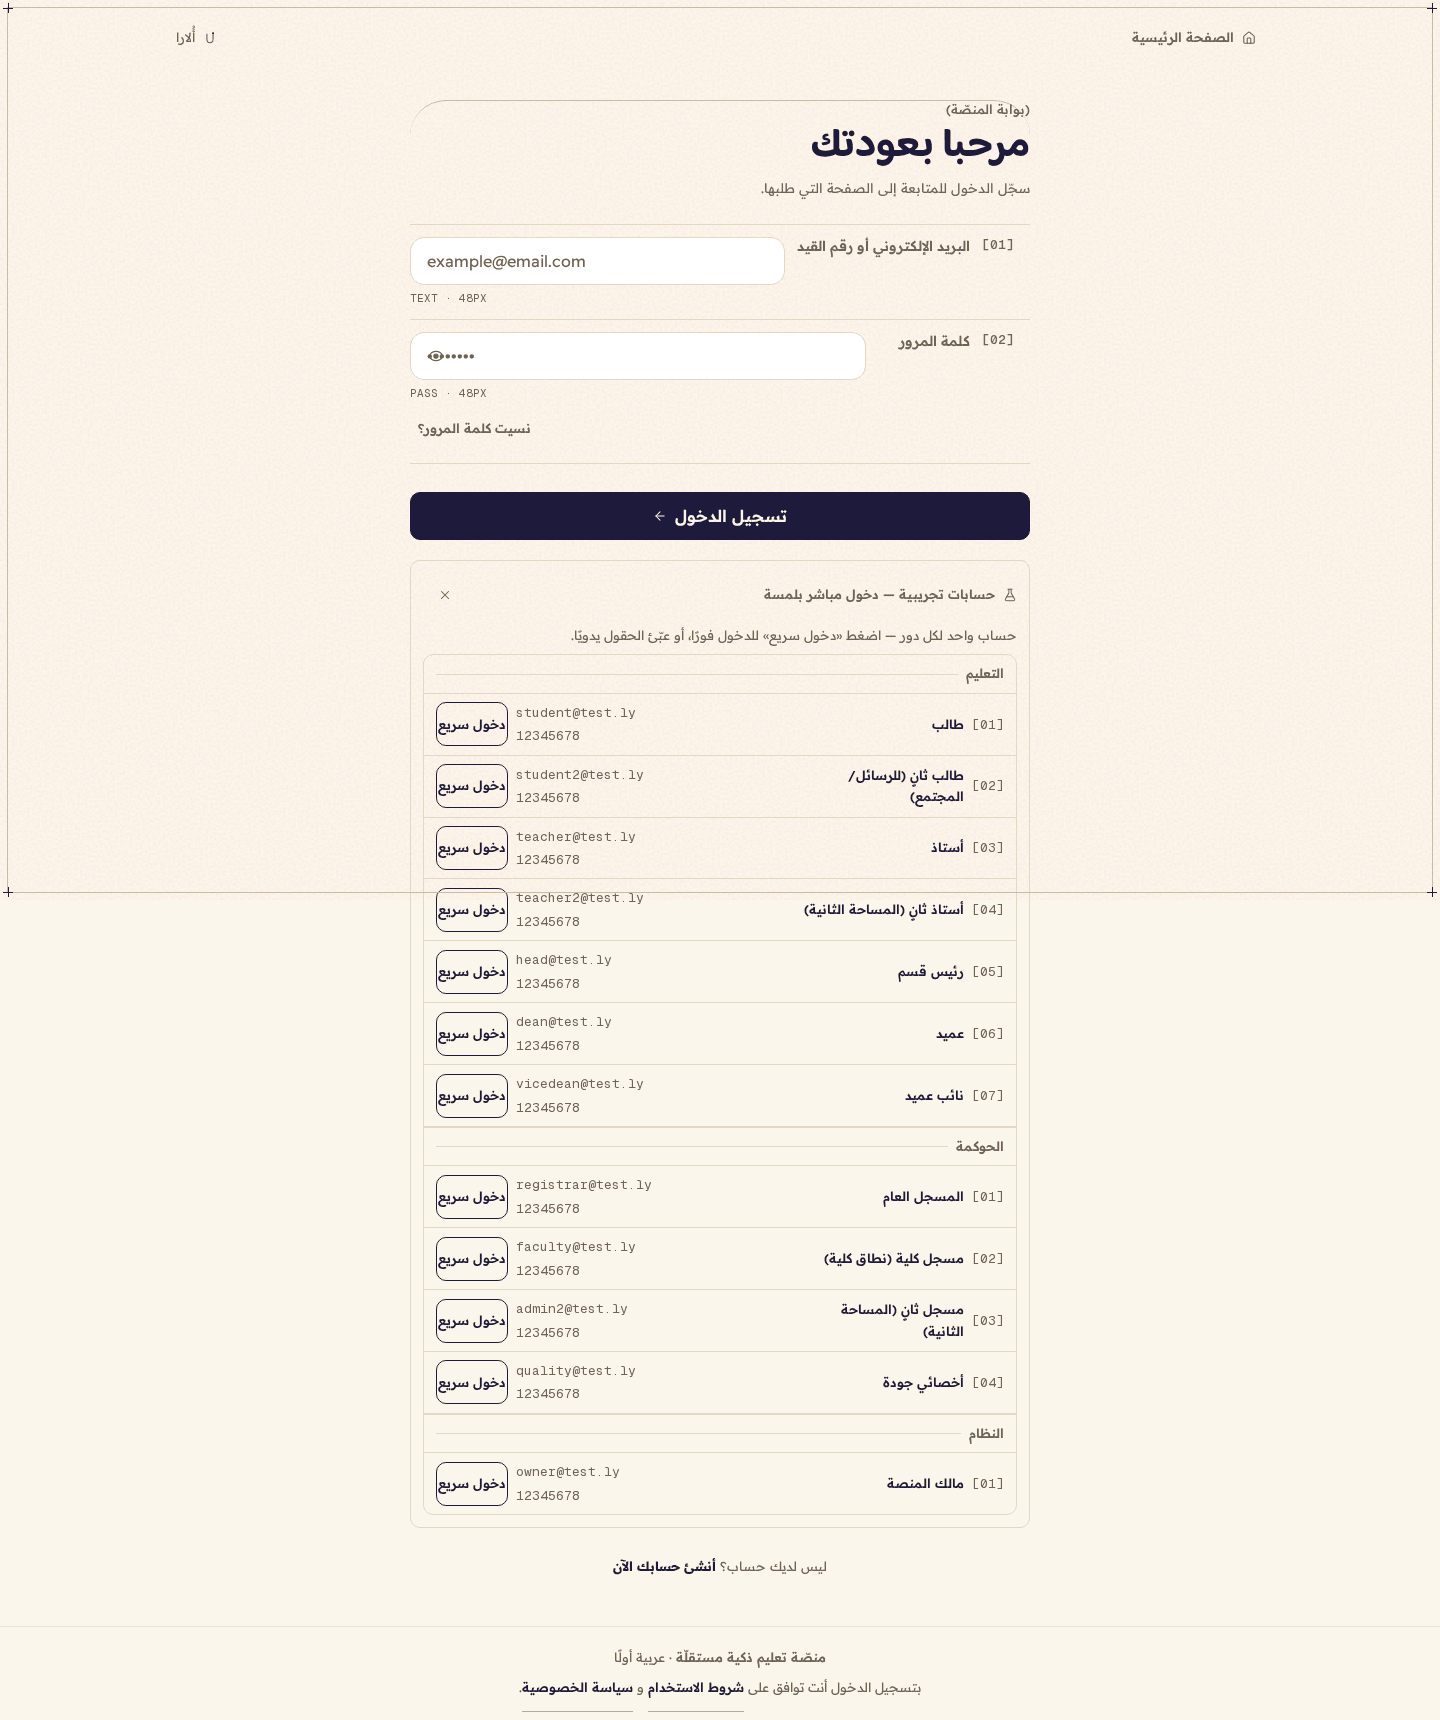 الصفحة الرئيسية
ألارا
(بوابة المنصّة)
مرحبا بعودتك
سجّل الدخول للمتابعة إلى الصفحة التي طلبها.
[01] البريد الإلكتروني أو رقم القيد
example@email.com
TEXT · 48PX
[02] كلمة المرور
PASS · 48PX
نسيت كلمة المرور؟
تسجيل الدخول ←
حسابات تجريبية — دخول مباشر بلمسة
حساب واحد لكل دور — اضغط «دخول سريع» للدخول فورًا، أو عبّئ الحقول يدويًا.
التعليم
[01] طالب
student@test.ly
12345678
دخول سريع
[02] طالب ثانٍ (للرسائل/
المجتمع)
student2@test.ly
12345678
دخول سريع
[03] أستاذ
teacher@test.ly
12345678
دخول سريع
[04] أستاذ ثانٍ (المساحة الثانية)
teacher2@test.ly
12345678
دخول سريع
[05] رئيس قسم
head@test.ly
12345678
دخول سريع
[06] عميد
dean@test.ly
12345678
دخول سريع
[07] نائب عميد
vicedean@test.ly
12345678
دخول سريع
الحوكمة
[01] المسجل العام
registrar@test.ly
12345678
دخول سريع
[02] مسجل كلية (نطاق كلية)
faculty@test.ly
12345678
دخول سريع
[03] مسجل ثانٍ (المساحة
الثانية)
admin2@test.ly
12345678
دخول سريع
[04] أخصائي جودة
quality@test.ly
12345678
دخول سريع
النظام
[01] مالك المنصة
owner@test.ly
12345678
دخول سريع
ليس لديك حساب؟ أنشئ حسابك الآن
منصّة تعليم ذكية مستقلّة · عربية أولًا
بتسجيل الدخول أنت توافق على شروط الاستخدام و سياسة الخصوصية.